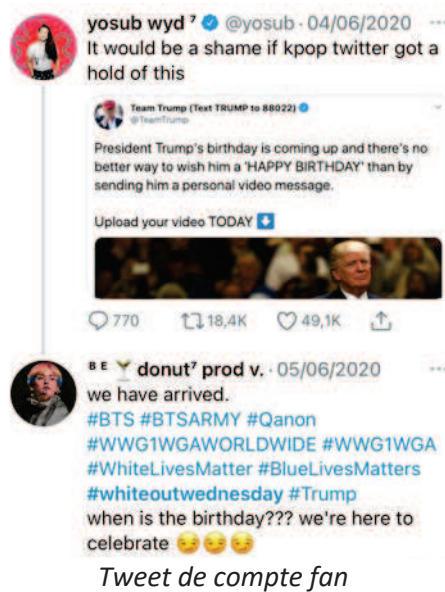 yosub wyd ⁷ @yosub · 04/06/2020 ...
It would be a shame if kpop twitter got a
hold of this
Team Trump (Text TRUMP to 88022)
@TeamTrump
President Trump's birthday is coming up and there's no
better way to wish him a 'HAPPY BIRTHDAY' than by
sending him a personal video message.
Upload your video TODAY ⬇️
770 18,4K 49,1K
ᴮ ᴱ 🍸 donut⁷ prod v. · 05/06/2020 ...
we have arrived.
#BTS #BTSARMY #Qanon
#WWG1WGAWORLDWIDE #WWG1WGA
#WhiteLivesMatter #BlueLivesMatters
#whiteoutwednesday #Trump
when is the birthday??? we're here to
celebrate 😏😏😏
Tweet de compte fan